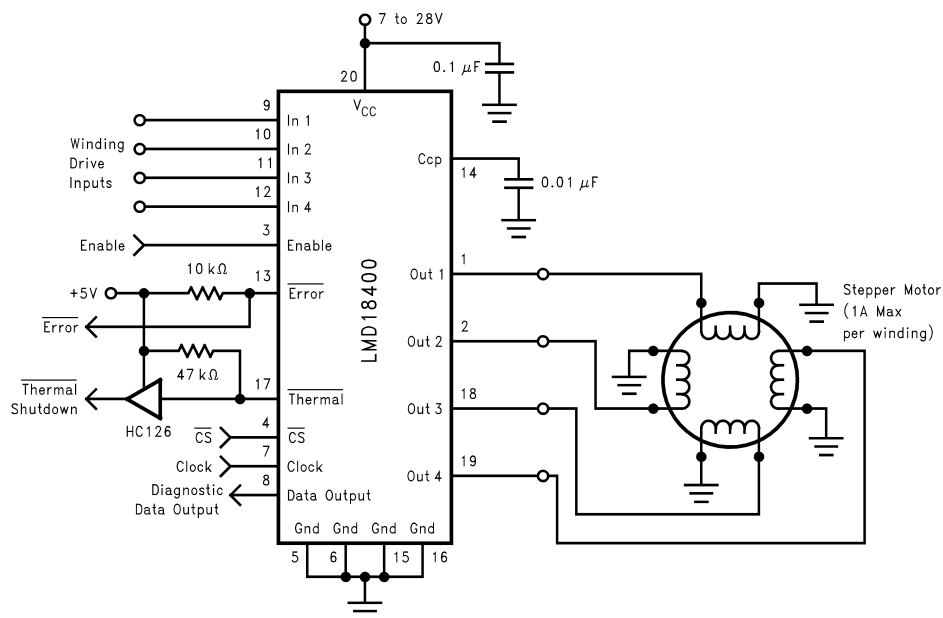 7 to 28V
0.1 μF
20
VCC
9
In 1
10
In 2
11
In 3
12
In 4
Winding
Drive
Inputs
3
Enable
Enable
10 kΩ
13
+5V
Error
Error
47 kΩ
17
Thermal
Shutdown
Thermal
HC126
4
CS
CS
7
Clock
Clock
8
Diagnostic
Data Output
Data Output
LMD18400
Ccp
14
0.01 μF
1
Out 1
2
Out 2
18
Out 3
19
Out 4
Stepper Motor
(1A Max
per winding)
Gnd Gnd Gnd Gnd
5 6 15 16